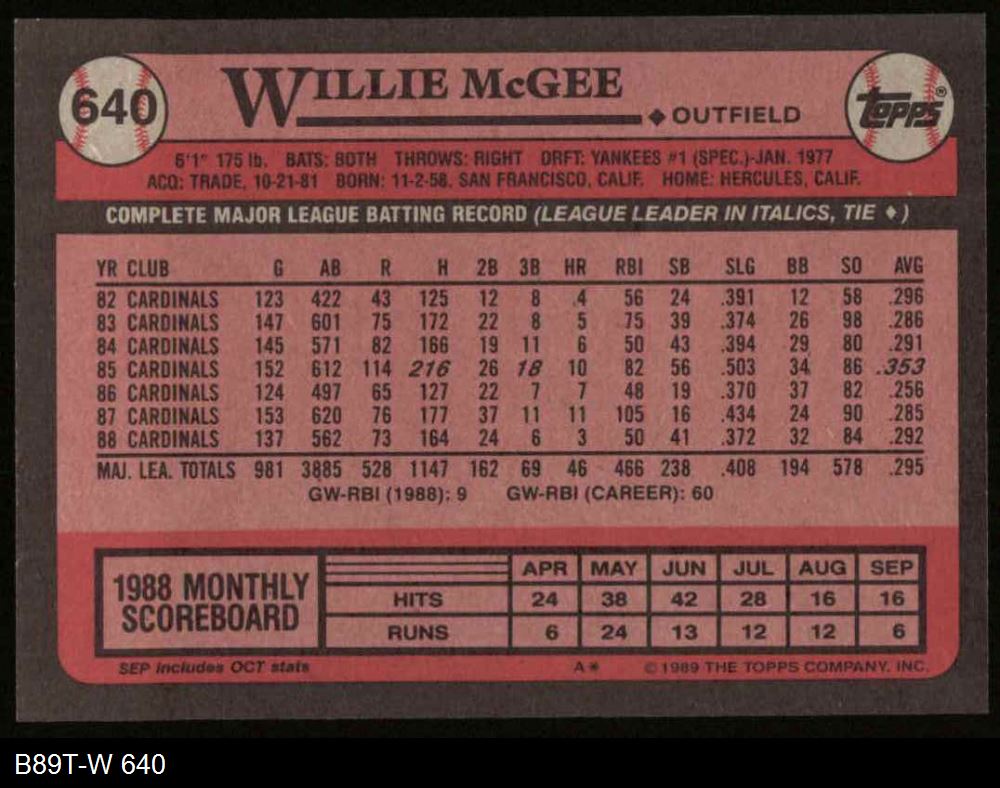 640
WILLIE McGEE
◆ OUTFIELD
Topps®
6'1" 175 lb. BATS: BOTH THROWS: RIGHT DRFT: YANKEES #1 (SPEC.)-JAN. 1977
ACQ: TRADE, 10-21-81 BORN: 11-2-58, SAN FRANCISCO, CALIF. HOME: HERCULES, CALIF.
COMPLETE MAJOR LEAGUE BATTING RECORD (LEAGUE LEADER IN ITALICS, TIE ◆)
YR CLUB G AB R H 2B 3B HR RBI SB SLG BB SO AVG
82 CARDINALS 123 422 43 125 12 8 4 56 24 .391 12 58 .296
83 CARDINALS 147 601 75 172 22 8 5 75 39 .374 26 98 .286
84 CARDINALS 145 571 82 166 19 11 6 50 43 .394 29 80 .291
85 CARDINALS 152 612 114 216 26 18 10 82 56 .503 34 86 .353
86 CARDINALS 124 497 65 127 22 7 7 48 19 .370 37 82 .256
87 CARDINALS 153 620 76 177 37 11 11 105 16 .434 24 90 .285
88 CARDINALS 137 562 73 164 24 6 3 50 41 .372 32 84 .292
MAJ. LEA. TOTALS 981 3885 528 1147 162 69 46 466 238 .408 194 578 .295
GW-RBI (1988): 9 GW-RBI (CAREER): 60
1988 MONTHLY
SCOREBOARD
APR MAY JUN JUL AUG SEP
HITS 24 38 42 28 16 16
RUNS 6 24 13 12 12 6
SEP includes OCT stats A* © 1989 THE TOPPS COMPANY, INC.
B89T-W 640